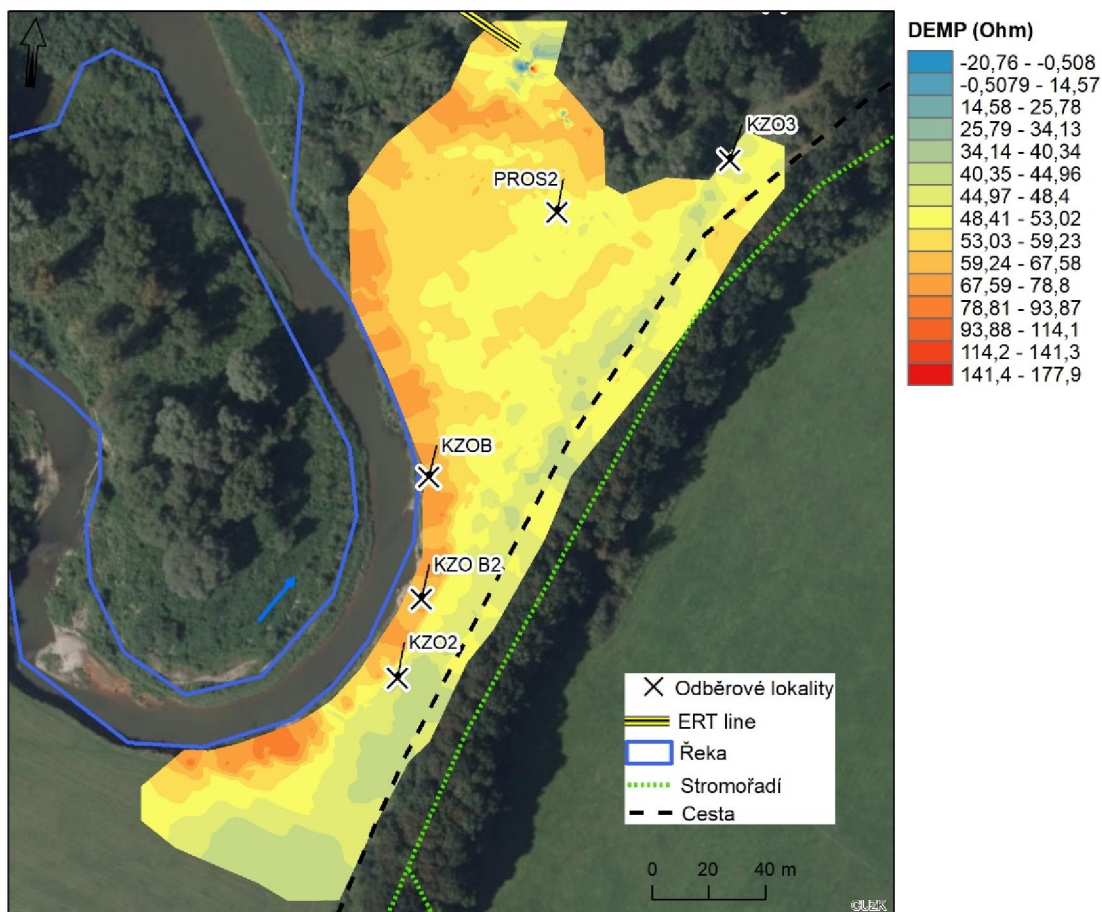 DEMP (Ohm)
-20,76 - -0,508
-0,5079 - 14,57
14,58 - 25,78
25,79 - 34,13
34,14 - 40,34
40,35 - 44,96
44,97 - 48,4
48,41 - 53,02
53,03 - 59,23
59,24 - 67,58
67,59 - 78,8
78,81 - 93,87
93,88 - 114,1
114,2 - 141,3
141,4 - 177,9
KZO3
PROS2
KZOB
KZO B2
KZO2
Odběrové lokality
ERT line
Řeka
Stromořadí
Cesta
0 20 40 m
©ČÚZK